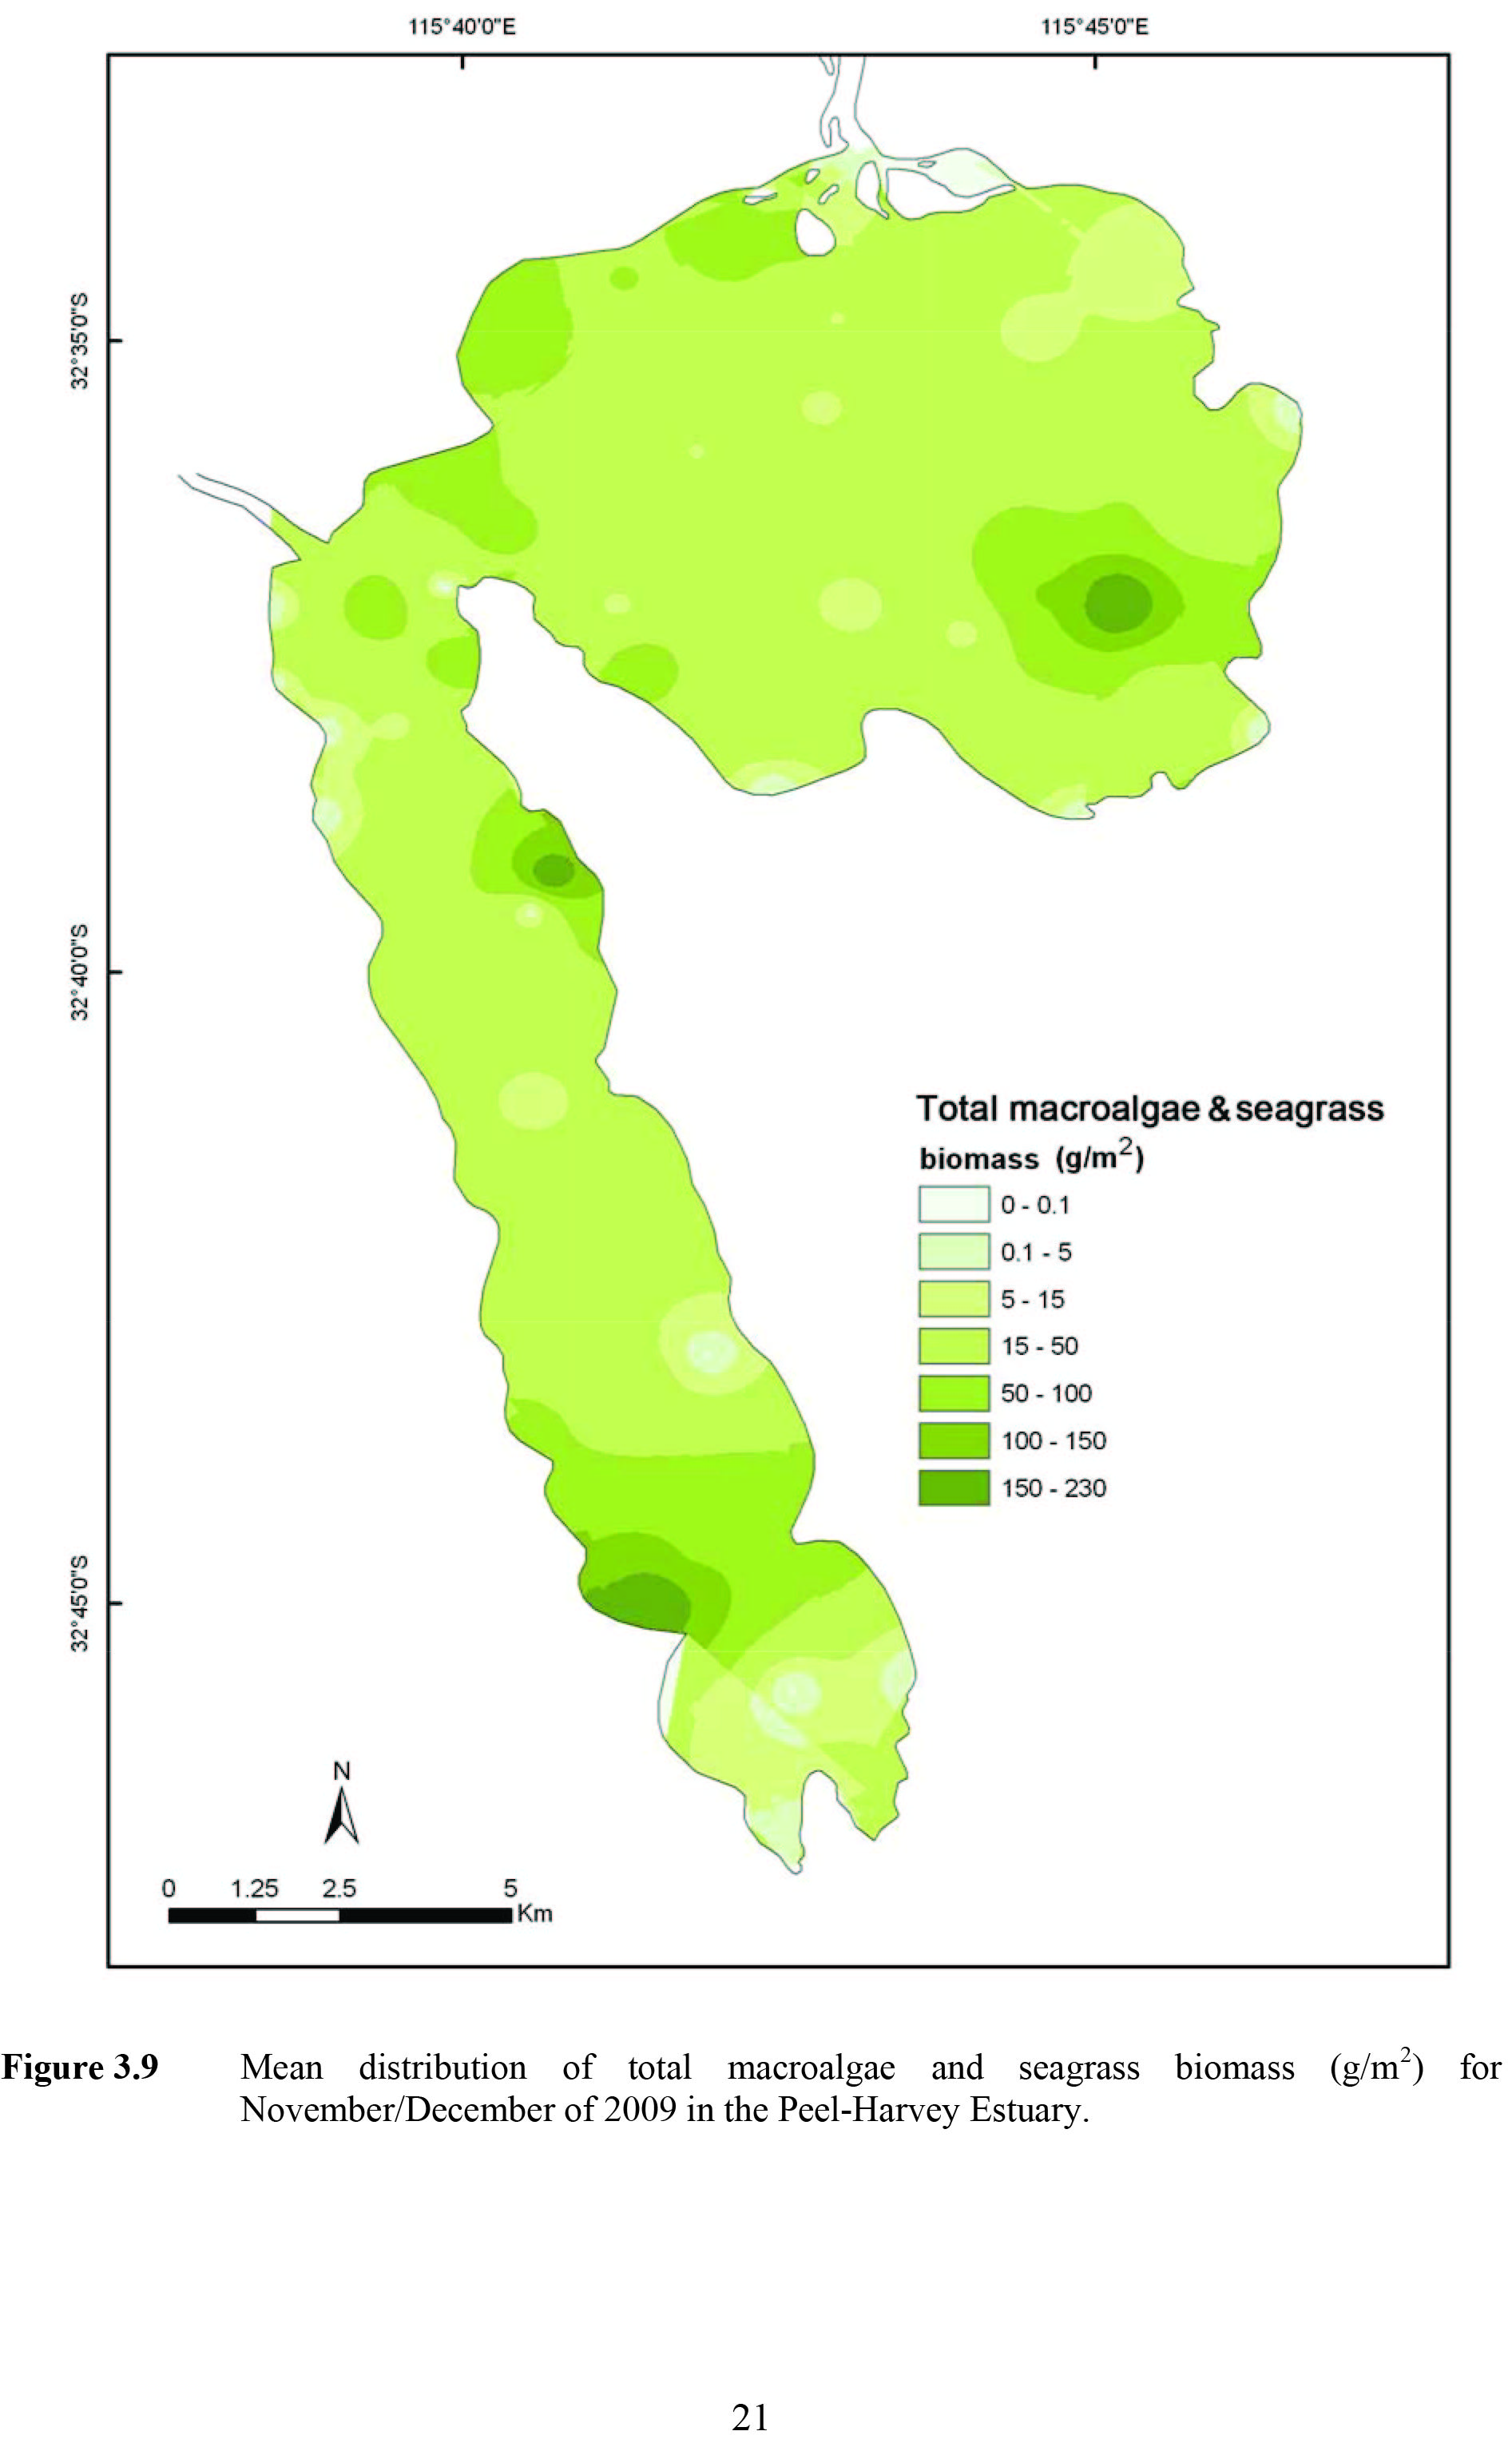 115°40'0"E 115°45'0"E
32°35'0"S
32°40'0"S
Total macroalgae & seagrass
biomass (g/m²)
0 - 0.1
0.1 - 5
5 - 15
15 - 50
50 - 100
100 - 150
150 - 230
32°45'0"S
N
0 1.25 2.5 5
Km
Figure 3.9 Mean distribution of total macroalgae and seagrass biomass (g/m²) for
November/December of 2009 in the Peel-Harvey Estuary.
21